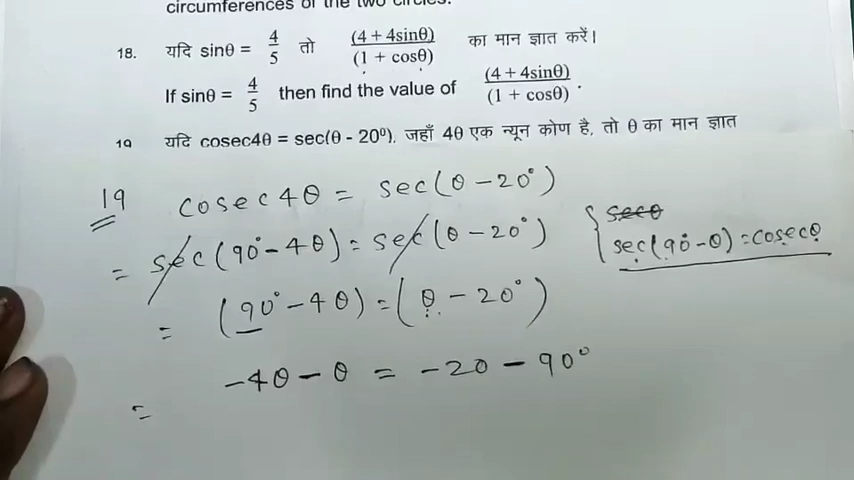 circumferences of the two circles.
18. यदि sinθ = 4/5 तो (4 + 4sinθ)/(1 + cosθ) का मान ज्ञात करें।
If sinθ = 4/5 then find the value of (4 + 4sinθ)/(1 + cosθ).
19 यदि cosec4θ = sec(θ - 20⁰), जहाँ 4θ एक न्यून कोण है, तो θ का मान ज्ञात
19 cosec4θ = sec(θ - 20°)
= sec(90° - 4θ) = sec(θ - 20°)
{ secθ
sec(90 - θ) = cosecθ
= (90° - 4θ) = (θ - 20°)
= -4θ - θ = -20 - 90°